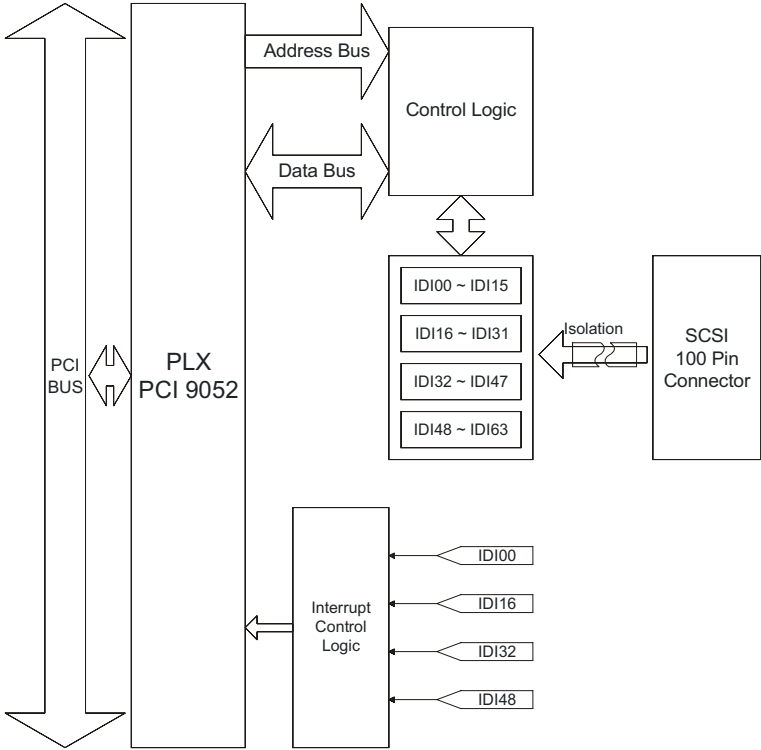 Address Bus
Control Logic
Data Bus
IDI00 ~ IDI15
IDI16 ~ IDI31
IDI32 ~ IDI47
IDI48 ~ IDI63
Isolation
SCSI
100 Pin
Connector
PCI
BUS
PLX
PCI 9052
Interrupt
Control
Logic
IDI00
IDI16
IDI32
IDI48